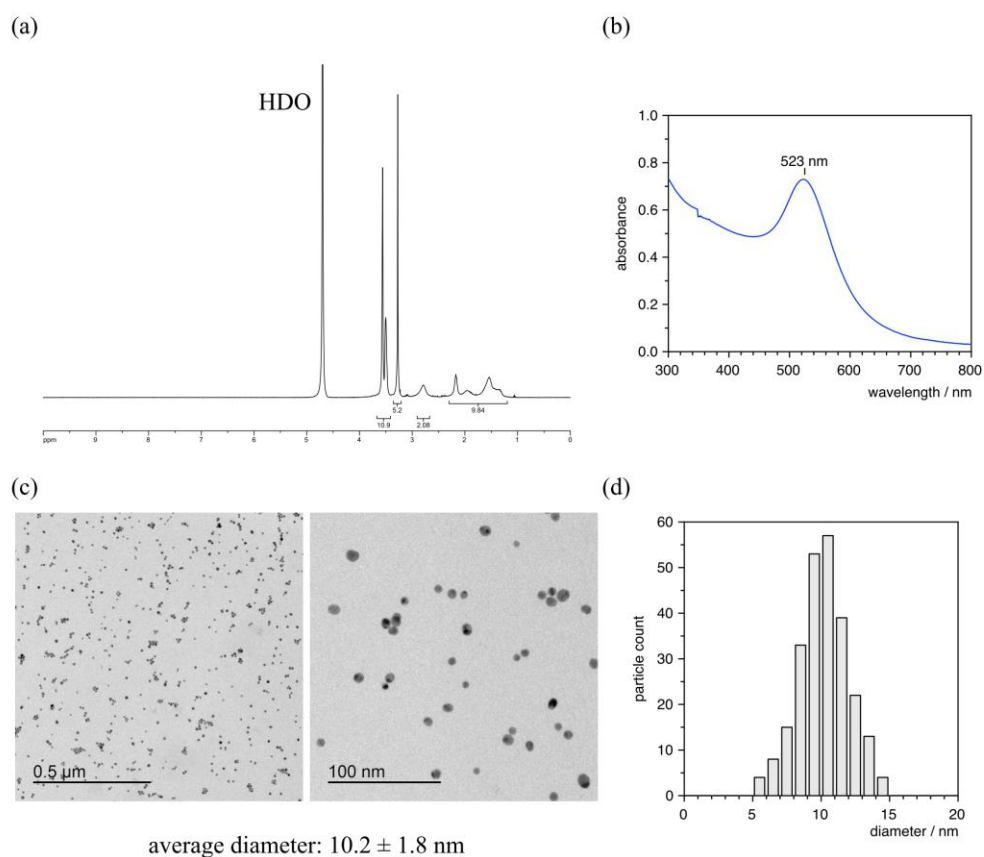 (a)
HDO
5.2
9.84
10.9
2.08
ppm 9 8 7 6 5 4 3 2 1 0
(b)
1.0
0.8
0.6
0.4
0.2
0.0
absorbance
523 nm
300 400 500 600 700 800
wavelength / nm
(c)
0.5 µm
100 nm
average diameter: 10.2 ± 1.8 nm
(d)
60
50
40
30
20
10
0
particle count
0 5 10 15 20
diameter / nm